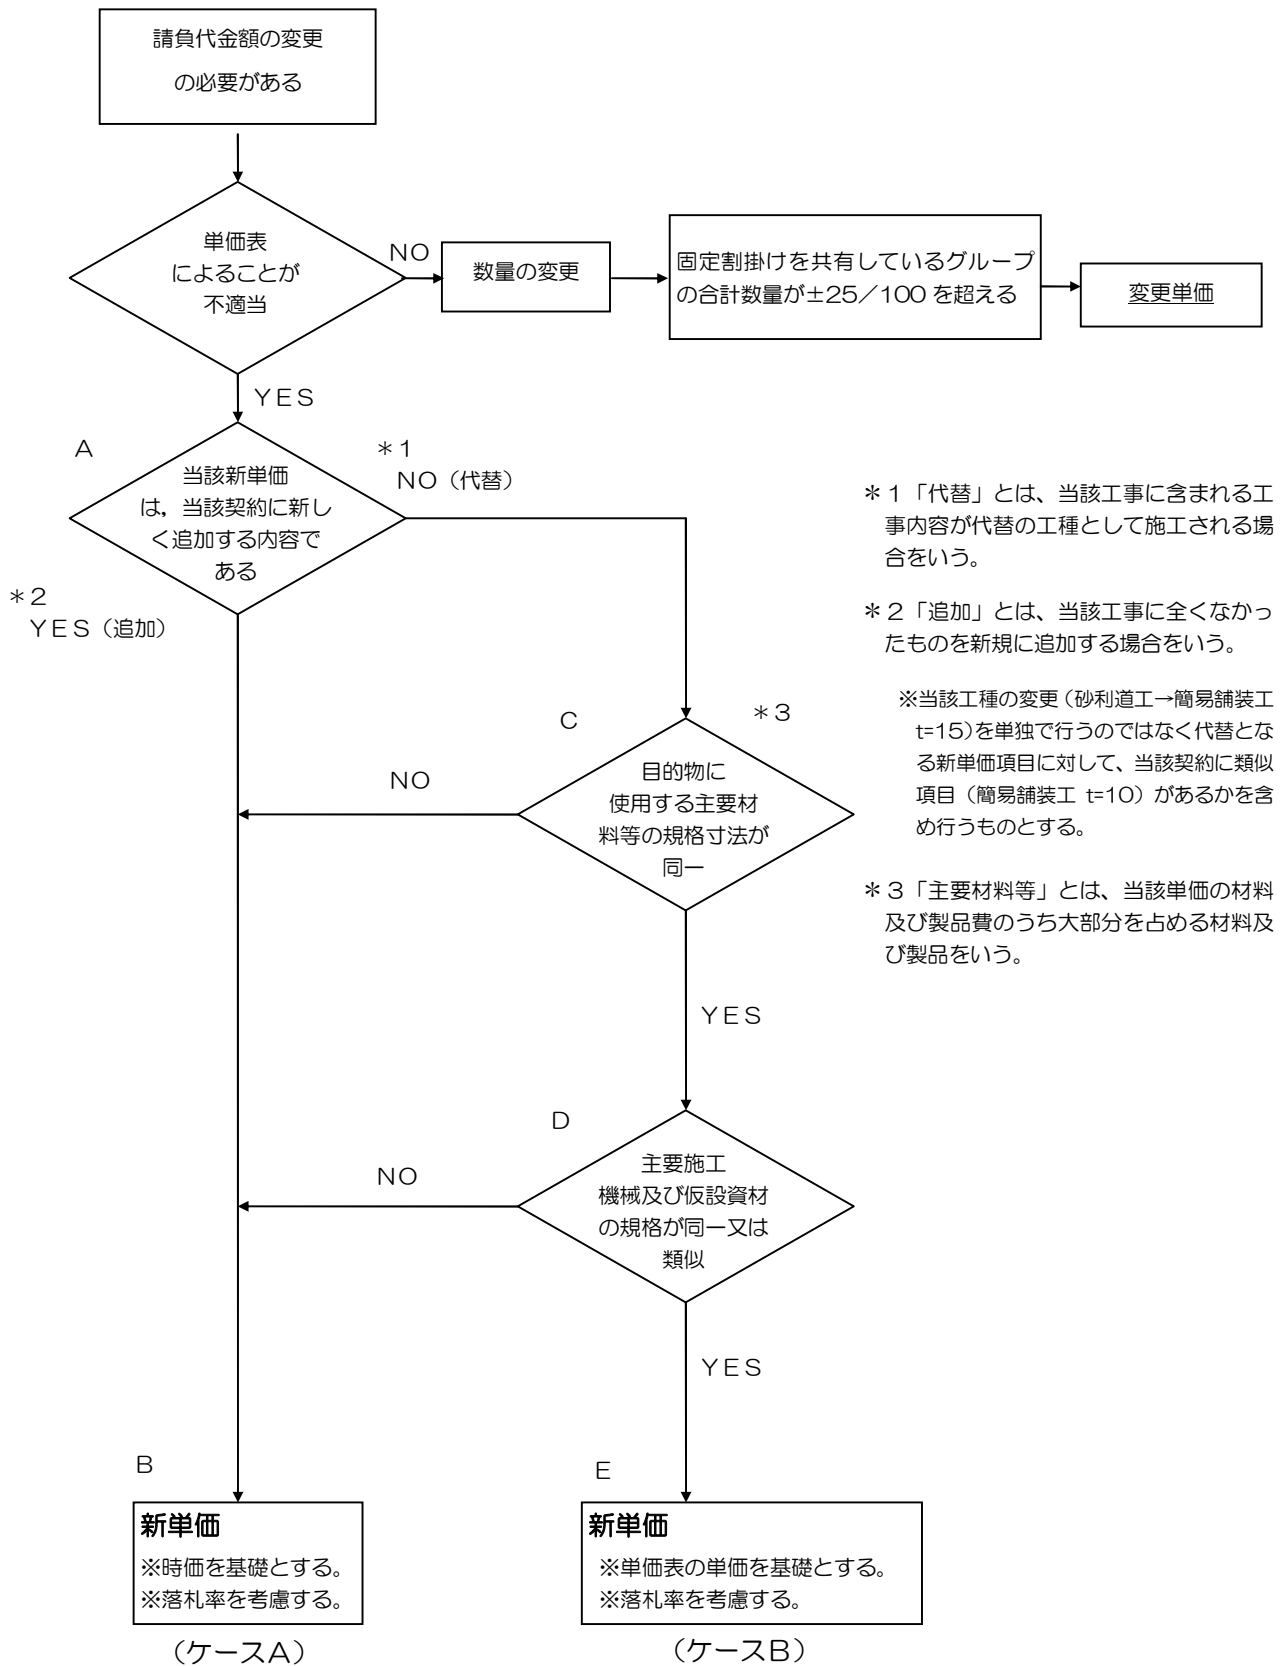 請負代金額の変更
の必要がある
単価表
によることが
不適当
NO
数量の変更
固定割掛けを共有しているグループ
の合計数量が±25／100を超える
変更単価
YES
A
当該新単価
は，当該契約に新し
く追加する内容で
ある
＊1
NO（代替）
＊2
YES（追加）
＊1「代替」とは、当該工事に含まれる工
事内容が代替の工種として施工される場
合をいう。
＊2「追加」とは、当該工事に全くなかっ
たものを新規に追加する場合をいう。
※当該工種の変更（砂利道工→簡易舗装工
t=15）を単独で行うのではなく代替とな
る新単価項目に対して、当該契約に類似
項目（簡易舗装工 t=10）があるかを含
め行うものとする。
＊3「主要材料等」とは、当該単価の材料
及び製品費のうち大部分を占める材料及
び製品をいう。
C
＊3
目的物に
使用する主要材
料等の規格寸法が
同一
NO
YES
D
主要施工
機械及び仮設資材
の規格が同一又は
類似
NO
YES
B
新単価
※時価を基礎とする。
※落札率を考慮する。
（ケースA）
E
新単価
※単価表の単価を基礎とする。
※落札率を考慮する。
（ケースB）